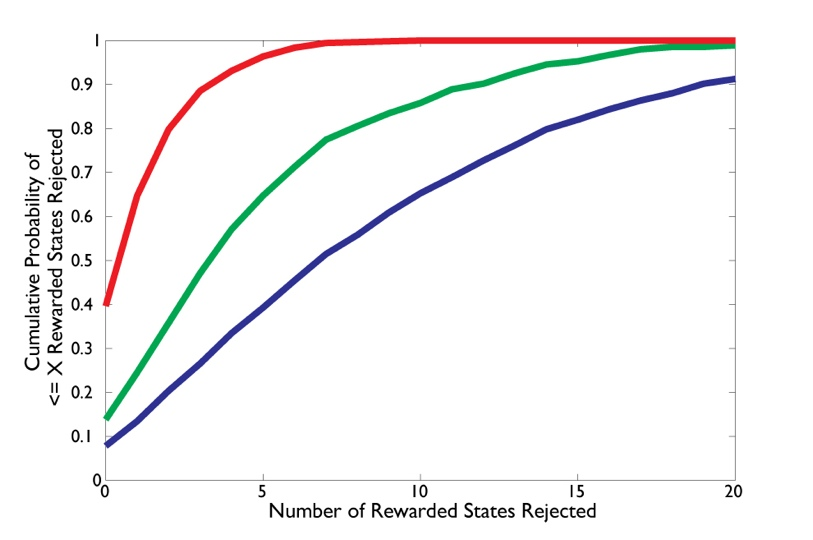 Cumulative Probability of
<= X Rewarded States Rejected
1
0.9
0.8
0.7
0.6
0.5
0.4
0.3
0.2
0.1
0
0 5 10 15 20
Number of Rewarded States Rejected